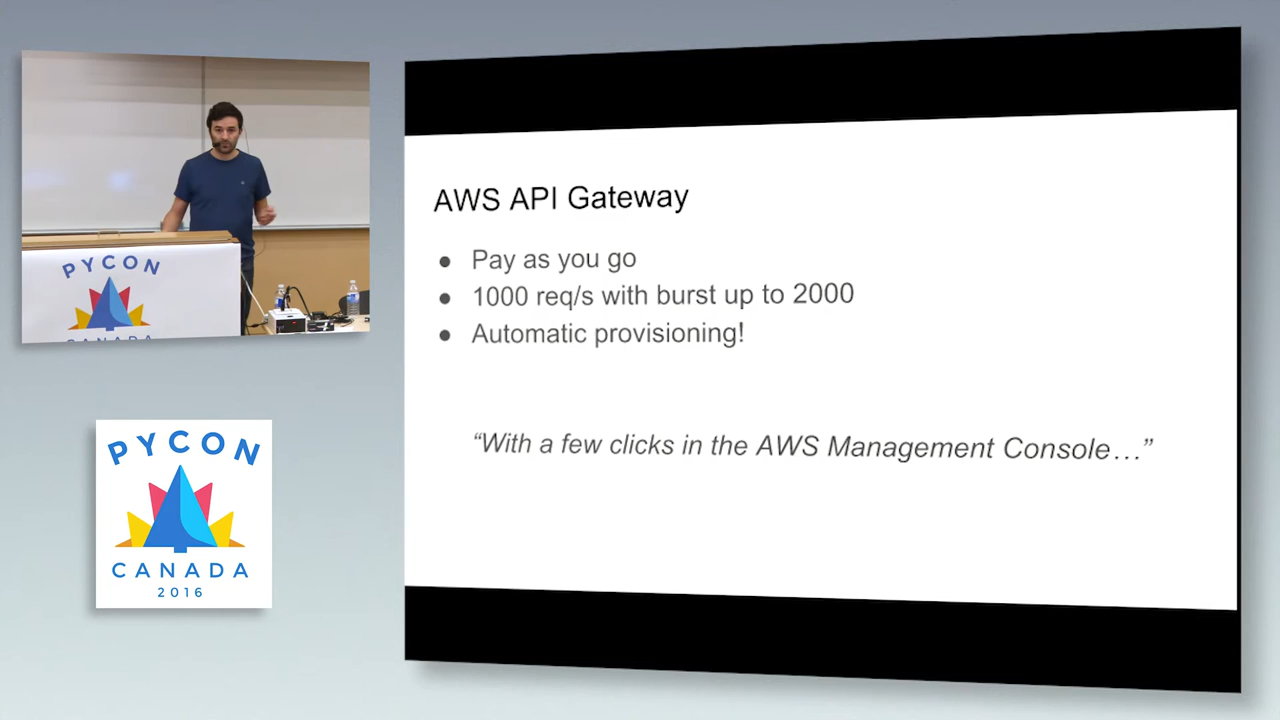 PYCON
CANADA
PYCON
CANADA
2016
AWS API Gateway
● Pay as you go
● 1000 req/s with burst up to 2000
● Automatic provisioning!
“With a few clicks in the AWS Management Console…”